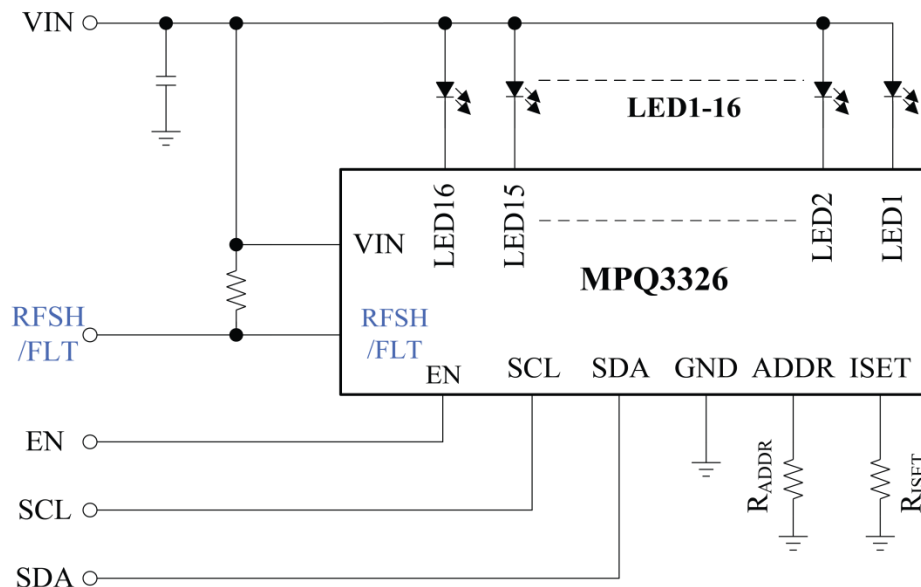 VIN
LED1-16
LED16
LED15
LED2
LED1
VIN
MPQ3326
RFSH
/FLT
RFSH
/FLT
EN
SCL
SDA
GND
ADDR
ISET
EN
SCL
SDA
RADDR
RISET